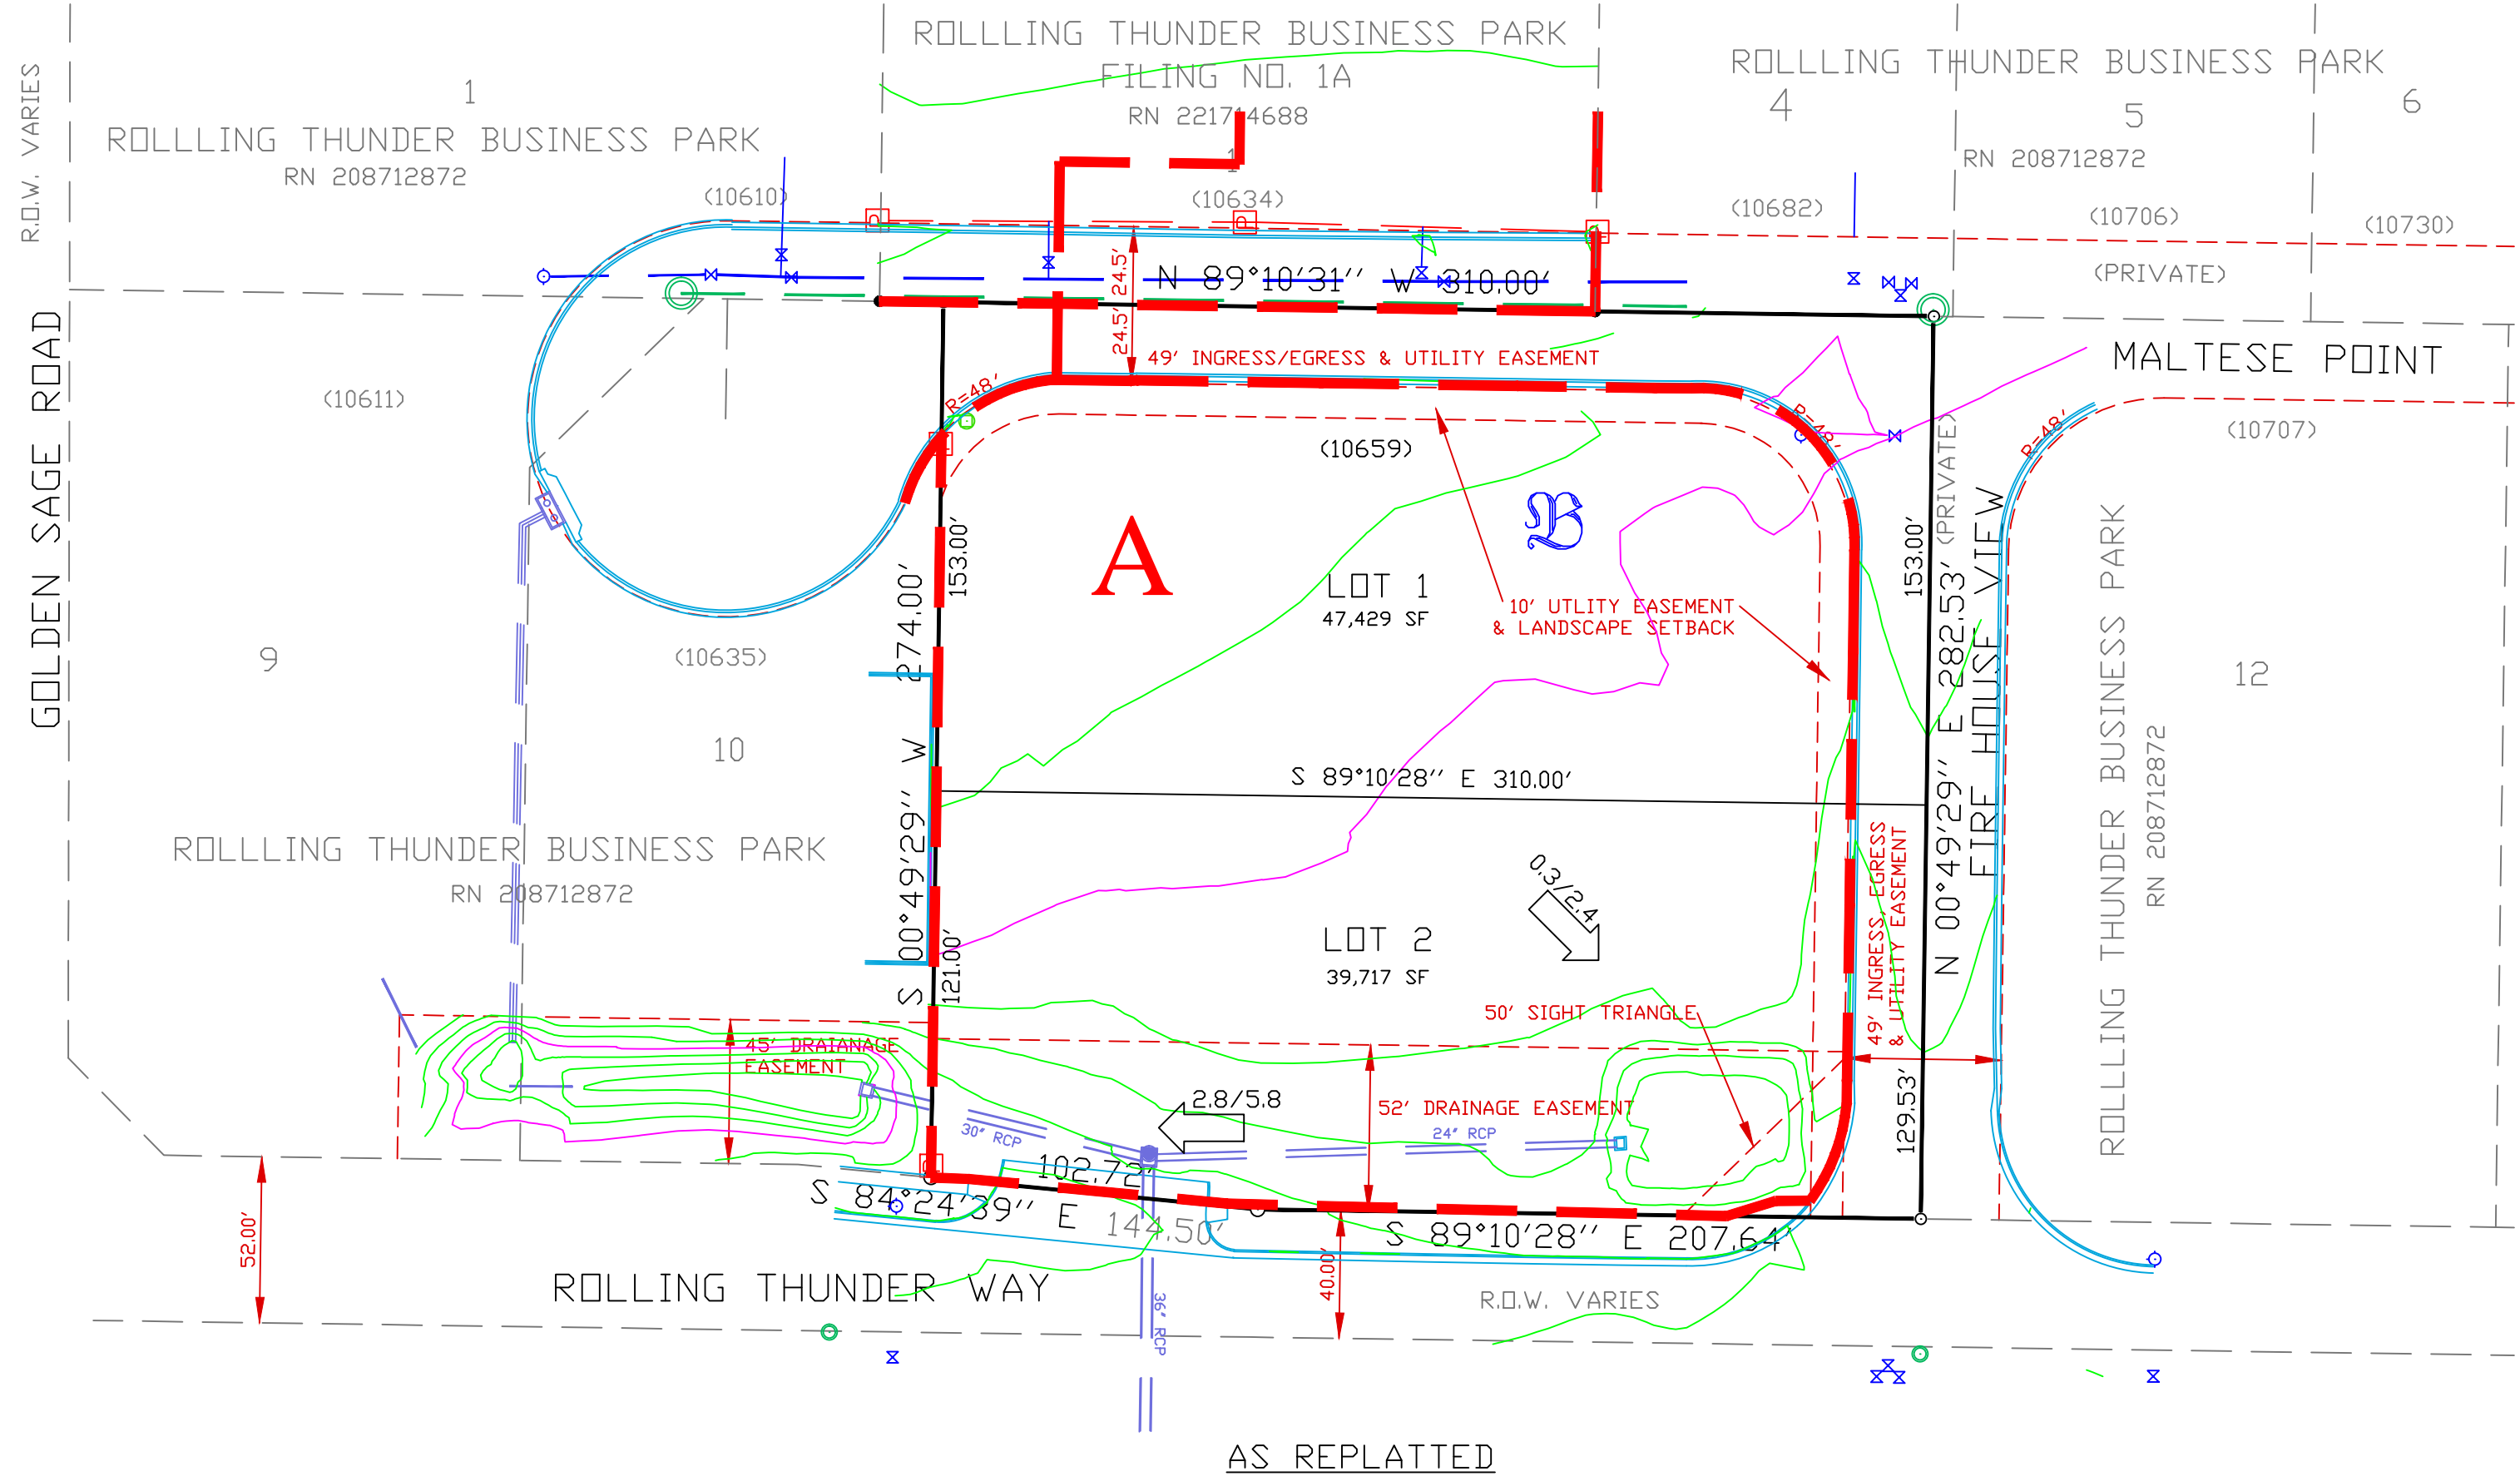 ROLLLING THUNDER BUSINESS PARK
FILING NO. 1A
RN 221714688
1
(10634)
R.O.W. VARIES
1
ROLLLING THUNDER BUSINESS PARK
RN 208712872
(10610)
ROLLLING THUNDER BUSINESS PARK
4
5
6
RN 208712872
(10682)
(10706)
(10730)
(PRIVATE)
MALTESE POINT
(10707)
N 89°10'31" W 310.00'
24.5'
24.5'
49' INGRESS/EGRESS & UTILITY EASEMENT
R=48'
R=48'
R=48'
GOLDEN SAGE ROAD
(10611)
(10659)
A
B
153.00'
274.00'
S 00°49'29" W
121.00'
LOT 1
47,429 SF
10' UTLITY EASEMENT
& LANDSCAPE SETBACK
153.00'
(PRIVATE)
N 00°49'29" E 282.53'
FIRE HOUSE VIEW
129.53'
9
(10635)
10
ROLLLING THUNDER BUSINESS PARK
RN 208712872
12
ROLLLING THUNDER BUSINESS PARK
RN 208712872
S 89°10'28" E 310.00'
0.3/2.4
LOT 2
39,717 SF
49' INGRESS, EGRESS
& UTILITY EASEMENT
50' SIGHT TRIANGLE
45' DRAIANAGE
EASEMENT
52' DRAINAGE EASEMENT
2.8/5.8
30" RCP
24" RCP
102.72'
S 84°24'39" E 144.50'
S 89°10'28" E 207.64'
52.00'
40.00'
36" RCP
ROLLING THUNDER WAY
R.O.W. VARIES
AS REPLATTED